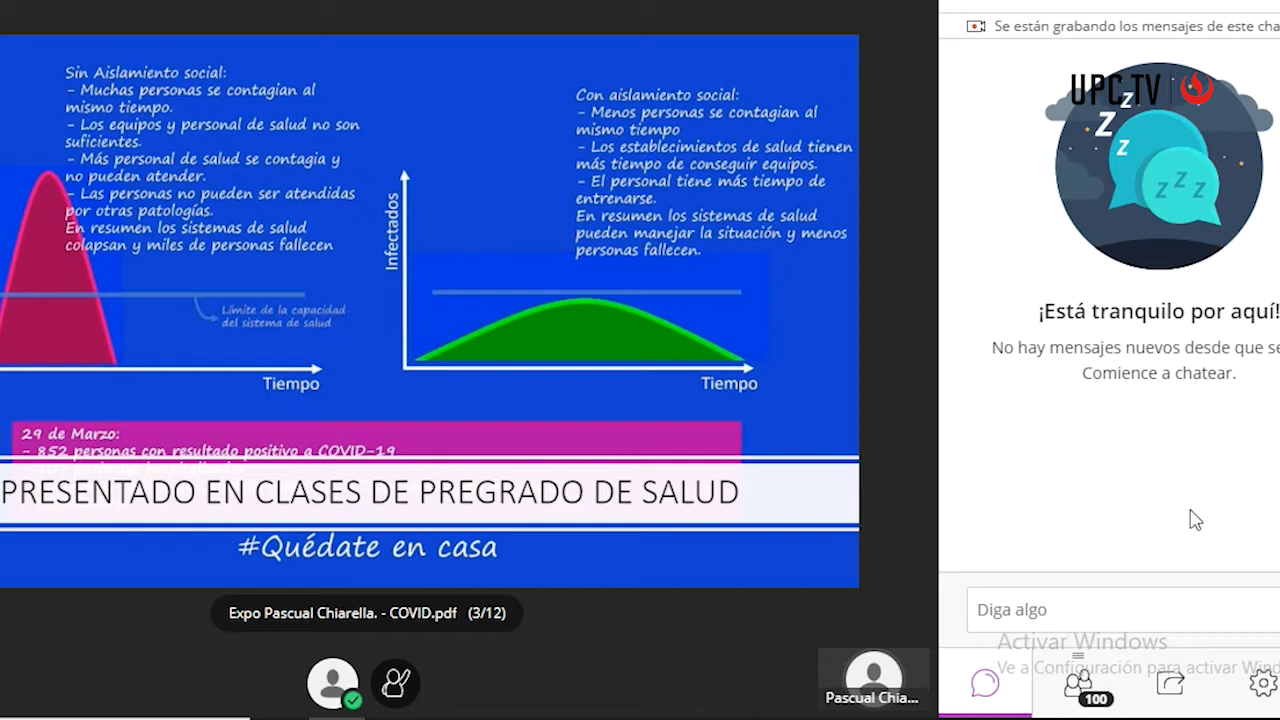 Sin Aislamiento social:
- Muchas personas se contagian al
mismo tiempo.
- Los equipos y personal de salud no son
suficientes.
- Más personal de salud se contagia y
no pueden atender.
- Las personas no pueden ser atendidas
por otras patologías.
En resumen los sistemas de salud
colapsan y miles de personas fallecen
Límite de la capacidad
del sistema de salud
Tiempo
Con aislamiento social:
- Menos personas se contagian al
mismo tiempo
- Los establecimientos de salud tienen
más tiempo de conseguir equipos.
- El personal tiene más tiempo de
entrenarse.
En resumen los sistemas de salud
pueden manejar la situación y menos
personas fallecen.
Infectados
Tiempo
29 de Marzo:
- 852 personas con resultado positivo a COVID-19
PRESENTADO EN CLASES DE PREGRADO DE SALUD
#Quédate en casa
Expo Pascual Chiarella. - COVID.pdf (3/12)
Pascual Chia...
Se están grabando los mensajes de este cha
UPC TV
Z
Z
Z
Z Z Z
¡Está tranquilo por aquí!
No hay mensajes nuevos desde que se
Comience a chatear.
Diga algo
Activar Windows
Ve a Configuración para activar Wind
100